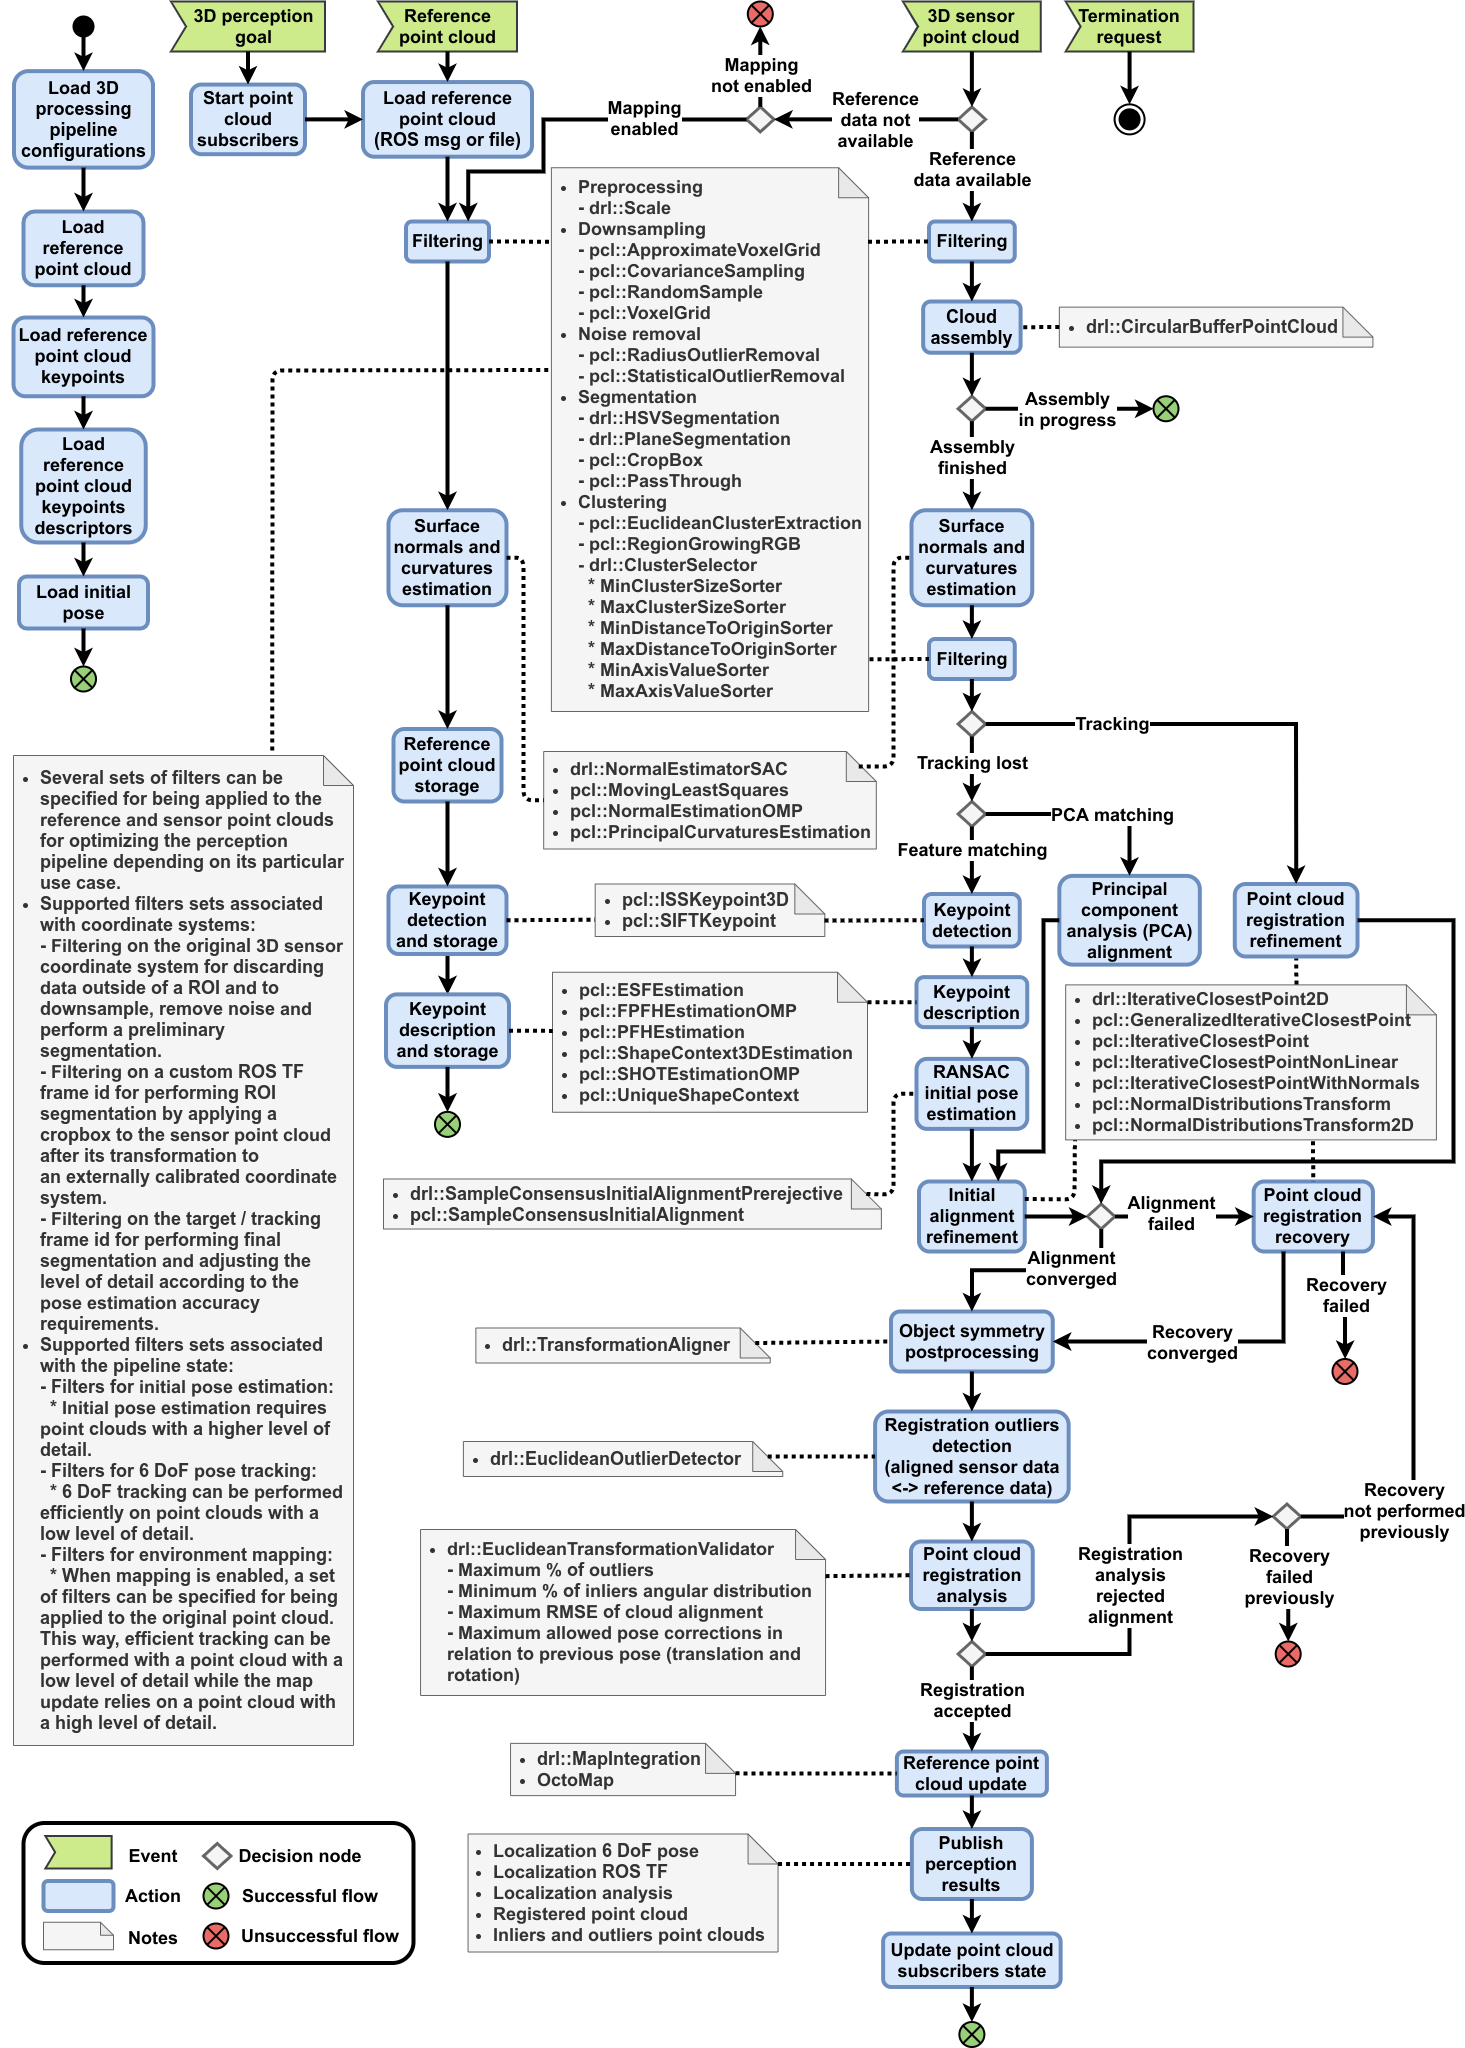 3D perception
goal
Reference
point cloud
3D sensor
point cloud
Termination
request
Load 3D
processing
pipeline
configurations
Load
reference
point cloud
Load reference
point cloud
keypoints
Load
reference
point cloud
keypoints
descriptors
Load initial
pose
Start point
cloud
subscribers
Load reference
point cloud
(ROS msg or file)
Mapping
enabled
Mapping
not enabled
Reference
data not
available
Reference
data available
Filtering
Filtering
• Preprocessing
- drl::Scale
• Downsampling
- pcl::ApproximateVoxelGrid
- pcl::CovarianceSampling
- pcl::RandomSample
- pcl::VoxelGrid
• Noise removal
- pcl::RadiusOutlierRemoval
- pcl::StatisticalOutlierRemoval
• Segmentation
- drl::HSVSegmentation
- drl::PlaneSegmentation
- pcl::CropBox
- pcl::PassThrough
• Clustering
- pcl::EuclideanClusterExtraction
- pcl::RegionGrowingRGB
- drl::ClusterSelector
* MinClusterSizeSorter
* MaxClusterSizeSorter
* MinDistanceToOriginSorter
* MaxDistanceToOriginSorter
* MinAxisValueSorter
* MaxAxisValueSorter
Cloud
assembly
• drl::CircularBufferPointCloud
Assembly
in progress
Assembly
finished
Surface
normals and
curvatures
estimation
Surface
normals and
curvatures
estimation
Filtering
Tracking
Tracking lost
Reference
point cloud
storage
• drl::NormalEstimatorSAC
• pcl::MovingLeastSquares
• pcl::NormalEstimationOMP
• pcl::PrincipalCurvaturesEstimation
PCA matching
Feature matching
Keypoint
detection
and storage
• pcl::ISSKeypoint3D
• pcl::SIFTKeypoint
Keypoint
detection
Principal
component
analysis (PCA)
alignment
Point cloud
registration
refinement
Keypoint
description
and storage
• pcl::ESFEstimation
• pcl::FPFHEstimationOMP
• pcl::PFHEstimation
• pcl::ShapeContext3DEstimation
• pcl::SHOTEstimationOMP
• pcl::UniqueShapeContext
Keypoint
description
RANSAC
initial pose
estimation
• drl::IterativeClosestPoint2D
• pcl::GeneralizedIterativeClosestPoint
• pcl::IterativeClosestPoint
• pcl::IterativeClosestPointNonLinear
• pcl::IterativeClosestPointWithNormals
• pcl::NormalDistributionsTransform
• pcl::NormalDistributionsTransform2D
• drl::SampleConsensusInitialAlignmentPrerejective
• pcl::SampleConsensusInitialAlignment
Initial
alignment
refinement
Alignment
failed
Point cloud
registration
recovery
Alignment
converged
Recovery
failed
Recovery
converged
• drl::TransformationAligner
Object symmetry
postprocessing
• drl::EuclideanOutlierDetector
Registration outliers
detection
(aligned sensor data
<-> reference data)
Recovery
not performed
previously
Recovery
failed
previously
Registration
analysis
rejected
alignment
• drl::EuclideanTransformationValidator
- Maximum % of outliers
- Minimum % of inliers angular distribution
- Maximum RMSE of cloud alignment
- Maximum allowed pose corrections in
relation to previous pose (translation and
rotation)
Point cloud
registration
analysis
Registration
accepted
• drl::MapIntegration
• OctoMap
Reference point
cloud update
• Localization 6 DoF pose
• Localization ROS TF
• Localization analysis
• Registered point cloud
• Inliers and outliers point clouds
Publish
perception
results
Update point cloud
subscribers state
• Several sets of filters can be
specified for being applied to the
reference and sensor point clouds
for optimizing the perception
pipeline depending on its particular
use case.
• Supported filters sets associated
with coordinate systems:
- Filtering on the original 3D sensor
coordinate system for discarding
data outside of a ROI and to
downsample, remove noise and
perform a preliminary
segmentation.
- Filtering on a custom ROS TF
frame id for performing ROI
segmentation by applying a
cropbox to the sensor point cloud
after its transformation to
an externally calibrated coordinate
system.
- Filtering on the target / tracking
frame id for performing final
segmentation and adjusting the
level of detail according to the
pose estimation accuracy
requirements.
• Supported filters sets associated
with the pipeline state:
- Filters for initial pose estimation:
* Initial pose estimation requires
point clouds with a higher level of
detail.
- Filters for 6 DoF pose tracking:
* 6 DoF tracking can be performed
efficiently on point clouds with a
low level of detail.
- Filters for environment mapping:
* When mapping is enabled, a set
of filters can be specified for being
applied to the original point cloud.
This way, efficient tracking can be
performed with a point cloud with a
low level of detail while the map
update relies on a point cloud with
a high level of detail.
Event
Decision node
Action
Successful flow
Notes
Unsuccessful flow